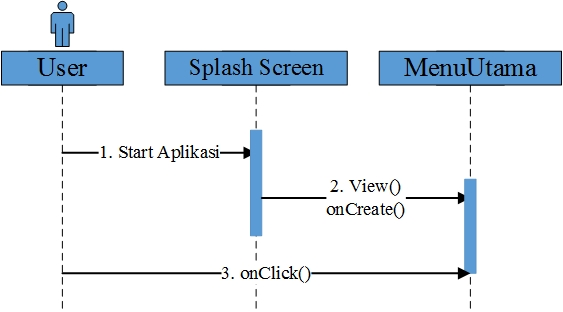 User
Splash Screen
MenuUtama
1. Start Aplikasi
2. View()
onCreate()
3. onClick()